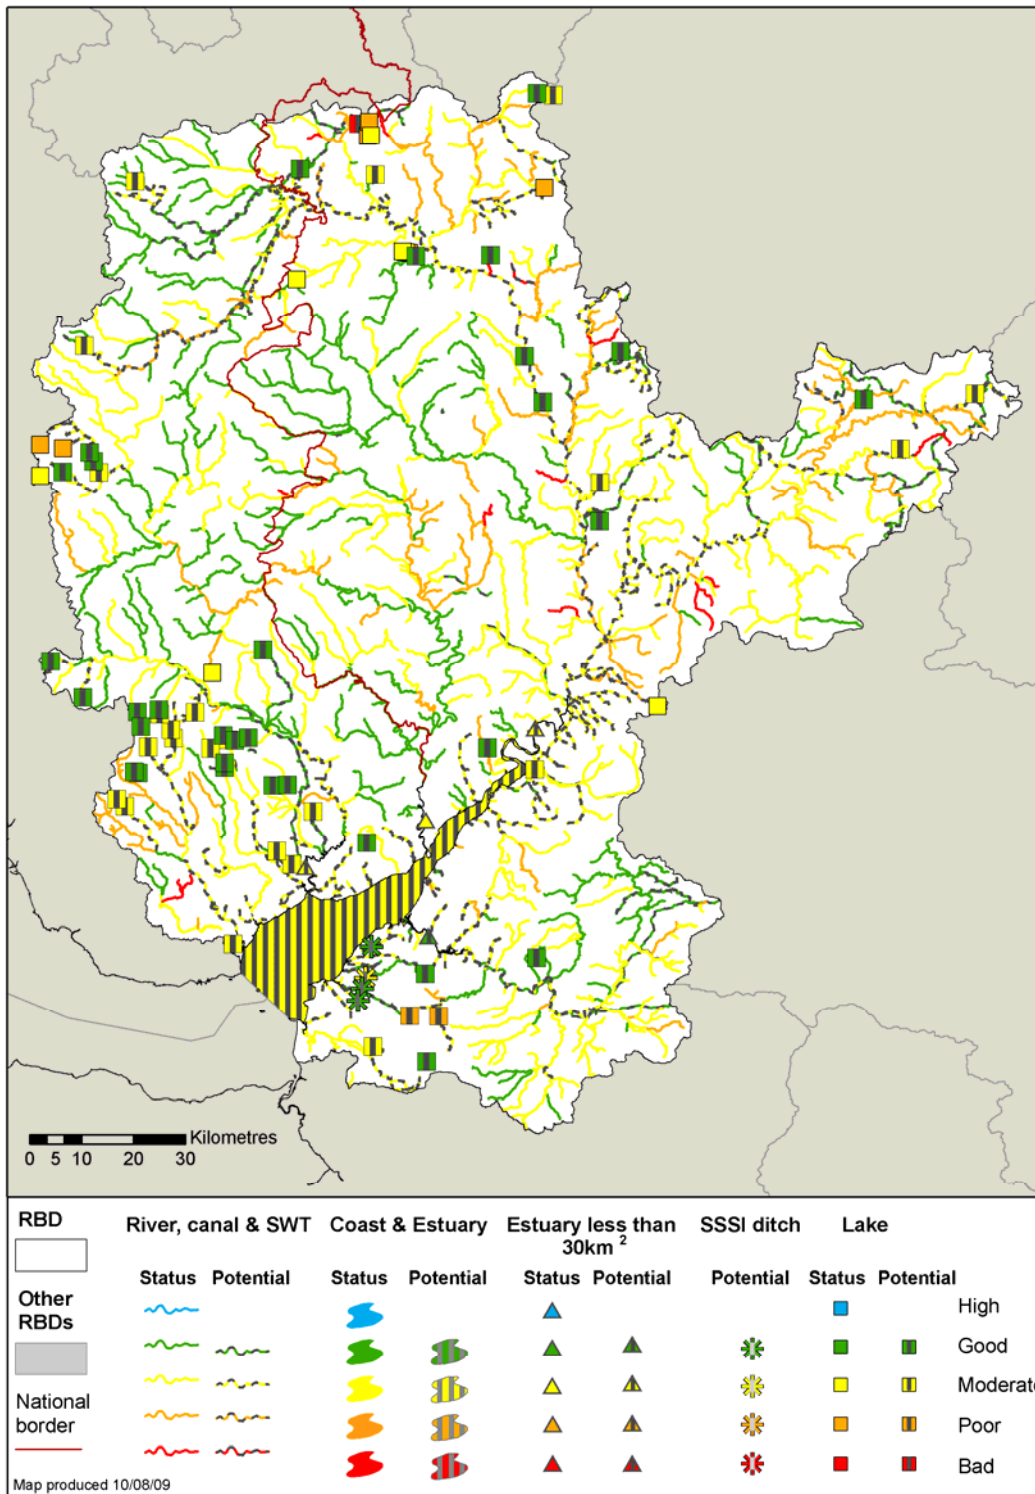 Kilometres
0 5 10 20 30
RBD
River, canal & SWT
Coast & Estuary
Estuary less than
30km 2
SSSI ditch
Lake
Status Potential Status Potential Status Potential Potential Status Potential
Other
RBDs
National
border
High
Good
Moderate
Poor
Bad
Map produced 10/08/09